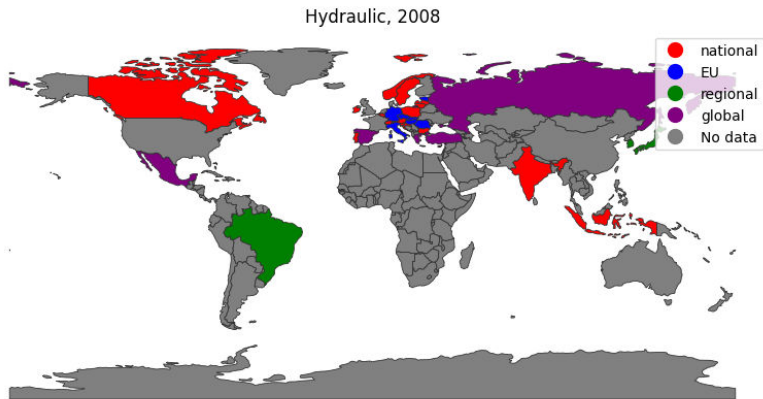 Hydraulic, 2008
national
EU
regional
global
No data